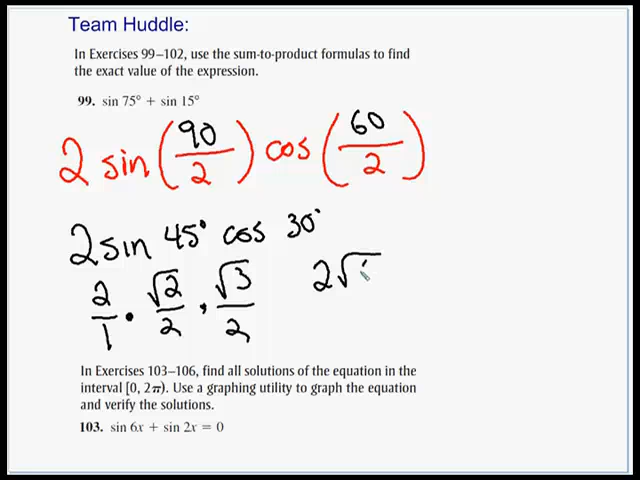 Team Huddle:
In Exercises 99–102, use the sum-to-product formulas to find
the exact value of the expression.
99. sin 75° + sin 15°
2 sin (90/2) cos (60/2)
2 sin 45° cos 30°
2/1 · √2/2 · √3/2 2√
In Exercises 103–106, find all solutions of the equation in the
interval [0, 2π). Use a graphing utility to graph the equation
and verify the solutions.
103. sin 6x + sin 2x = 0